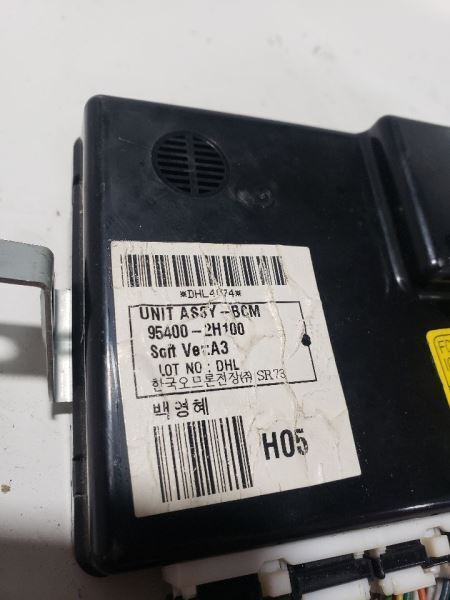 *DHL4074*
UNIT ASSY-BCM
95400-2H100
Soft Ver:A3
LOT NO : DHL
한국오므론전장(주) SR73
백영혜
H05